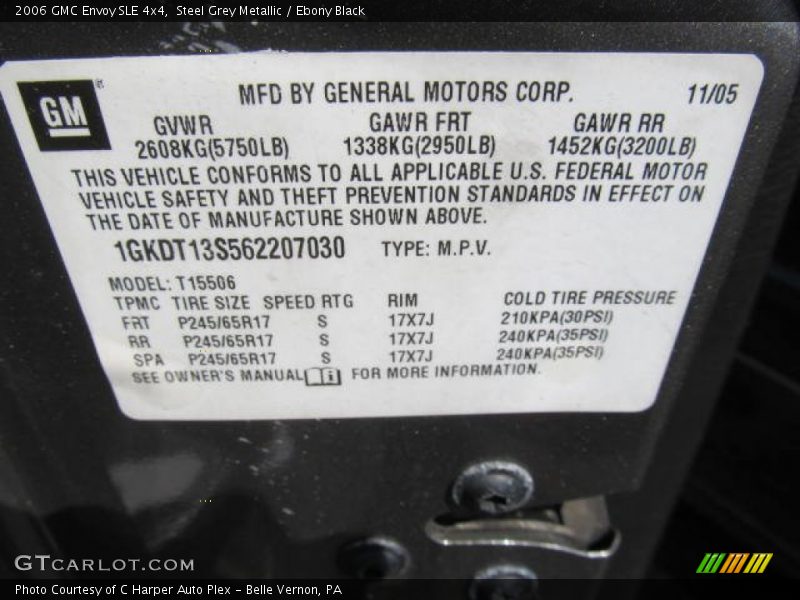 2006 GMC Envoy SLE 4x4,  Steel Grey Metallic / Ebony Black
GM®
MFD BY GENERAL MOTORS CORP. 11/05
GVWR GAWR FRT GAWR RR
2608KG(5750LB) 1338KG(2950LB) 1452KG(3200LB)
THIS VEHICLE CONFORMS TO ALL APPLICABLE U.S. FEDERAL MOTOR
VEHICLE SAFETY AND THEFT PREVENTION STANDARDS IN EFFECT ON
THE DATE OF MANUFACTURE SHOWN ABOVE.
1GKDT13S562207030 TYPE: M.P.V.
MODEL: T15506
TPMC TIRE SIZE SPEED RTG RIM COLD TIRE PRESSURE
FRT P245/65R17 S 17X7J 210KPA(30PSI)
RR P245/65R17 S 17X7J 240KPA(35PSI)
SPA P245/65R17 S 17X7J 240KPA(35PSI)
SEE OWNER'S MANUAL i FOR MORE INFORMATION.
GTCARLOT.COM
Photo Courtesy of C Harper Auto Plex – Belle Vernon, PA